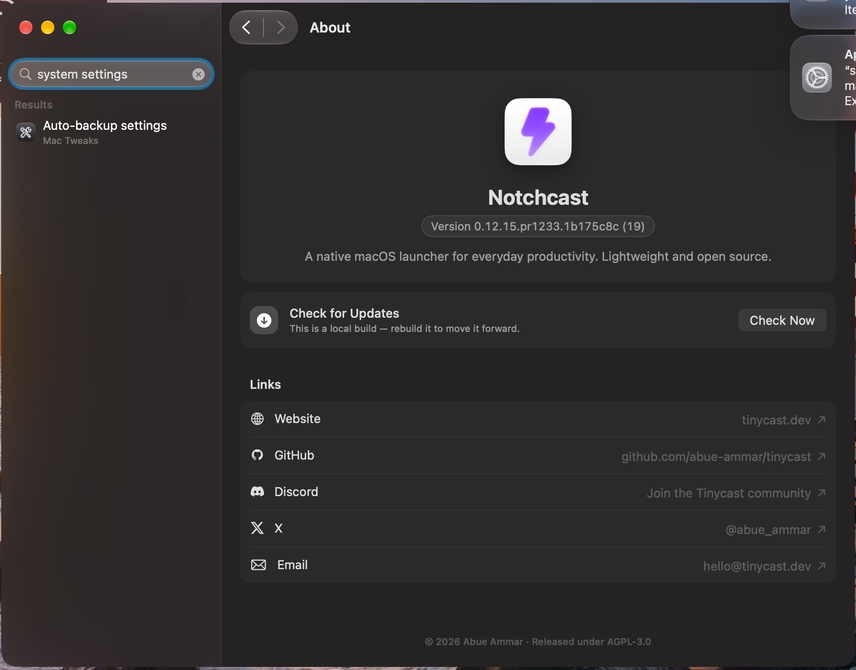 About
system settings
Results
Auto-backup settings
Mac Tweaks
Notchcast
Version 0.12.15.pr1233.1b175c8c (19)
A native macOS launcher for everyday productivity. Lightweight and open source.
Check for Updates
This is a local build — rebuild it to move it forward.
Check Now
Links
Website
tinycast.dev ↗
GitHub
github.com/abue-ammar/tinycast ↗
Discord
Join the Tinycast community ↗
X
@abue_ammar ↗
Email
hello@tinycast.dev ↗
© 2026 Abue Ammar · Released under AGPL-3.0